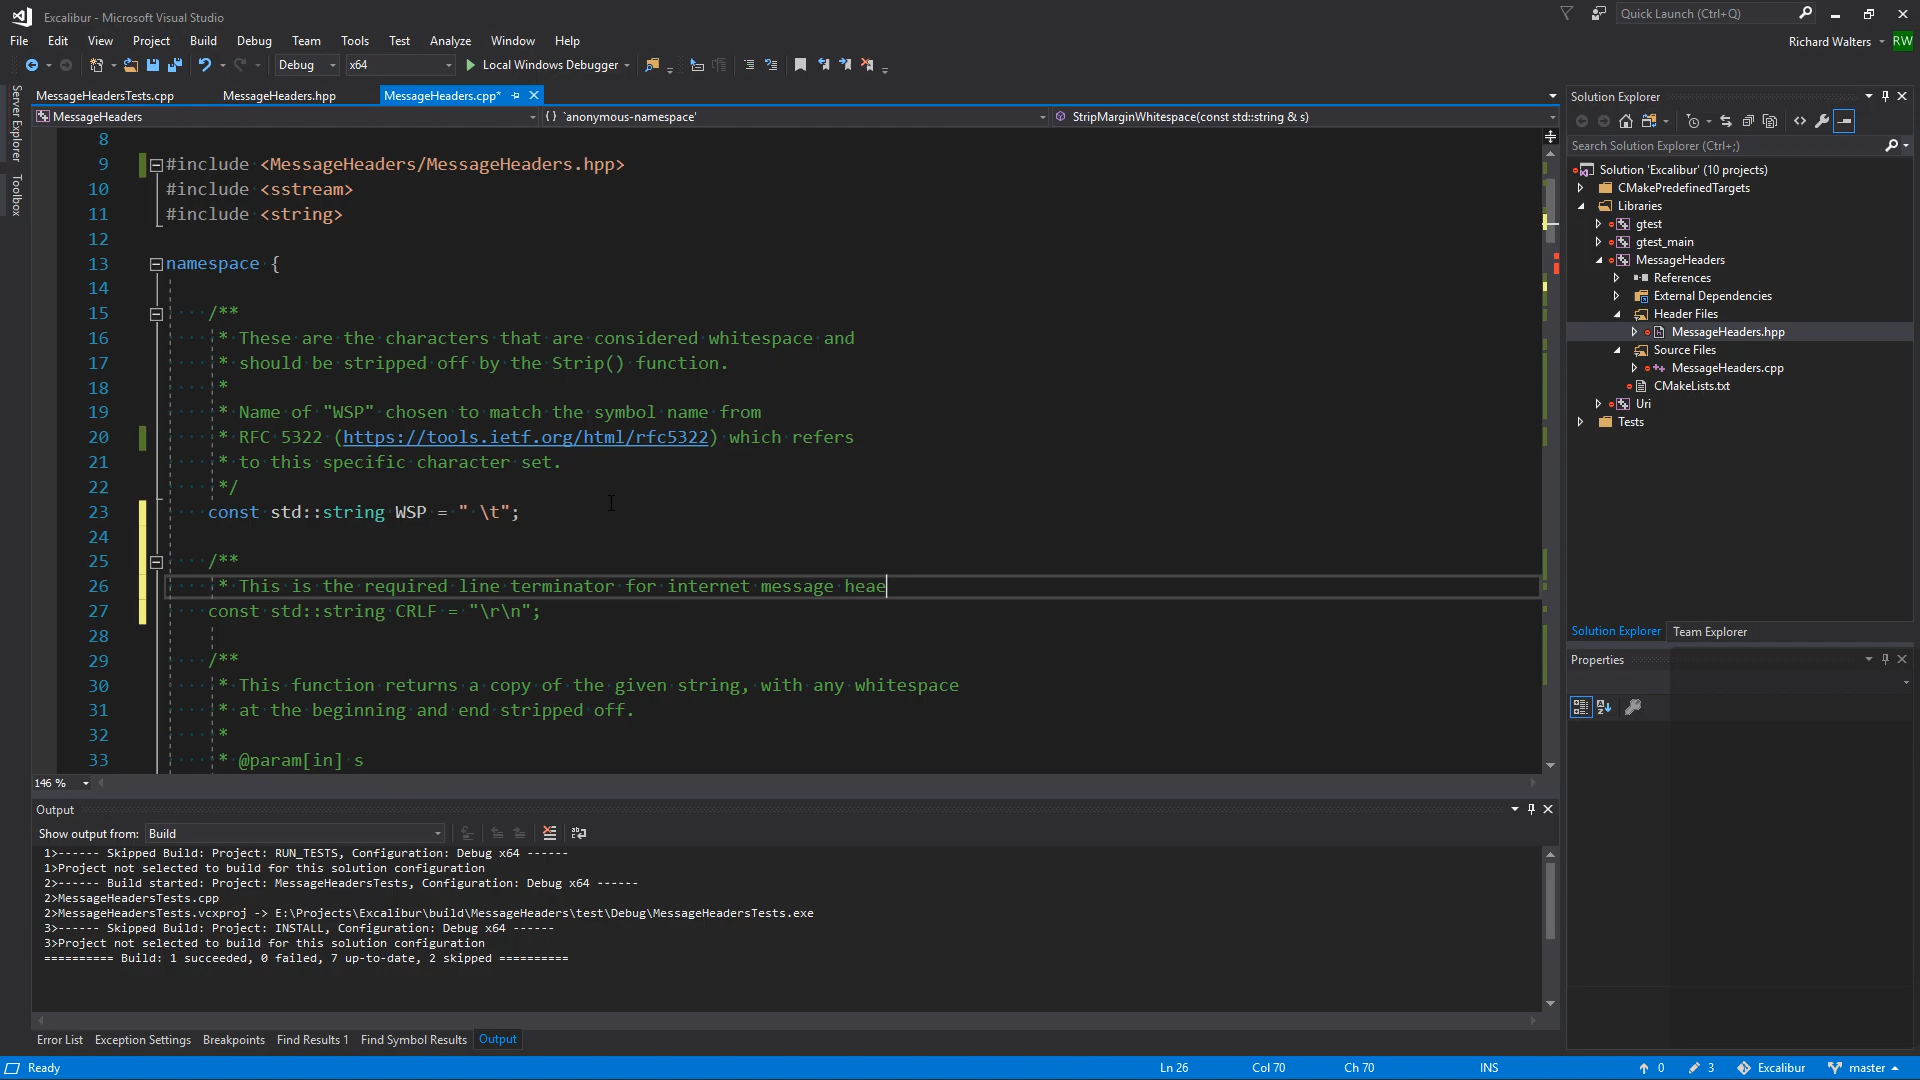 Excalibur - Microsoft Visual Studio
Quick Launch (Ctrl+Q)
File Edit View Project Build Debug Team Tools Test Analyze Window Help
Richard Walters RW
Debug x64 Local Windows Debugger
Server Explorer
Toolbox
MessageHeadersTests.cpp MessageHeaders.hpp MessageHeaders.cpp*
MessageHeaders {} `anonymous-namespace' StripMarginWhitespace(const std::string & s)
8
9 #include <MessageHeaders/MessageHeaders.hpp>
10 #include <sstream>
11 #include <string>
12
13 namespace {
14
15 /**
16 * These are the characters that are considered whitespace and
17 * should be stripped off by the Strip() function.
18 *
19 * Name of "WSP" chosen to match the symbol name from
20 * RFC 5322 (https://tools.ietf.org/html/rfc5322) which refers
21 * to this specific character set.
22 */
23 const std::string WSP = " \t";
24
25 /**
26 * This is the required line terminator for internet message heae
27 const std::string CRLF = "\r\n";
28
29 /**
30 * This function returns a copy of the given string, with any whitespace
31 * at the beginning and end stripped off.
32 *
33 * @param[in] s
146 %
Solution Explorer
Search Solution Explorer (Ctrl+;)
Solution 'Excalibur' (10 projects)
CMakePredefinedTargets
Libraries
gtest
gtest_main
MessageHeaders
References
External Dependencies
Header Files
MessageHeaders.hpp
Source Files
MessageHeaders.cpp
CMakeLists.txt
Uri
Tests
Solution Explorer Team Explorer
Properties
Output
Show output from: Build
1>------ Skipped Build: Project: RUN_TESTS, Configuration: Debug x64 ------
1>Project not selected to build for this solution configuration
2>------ Build started: Project: MessageHeadersTests, Configuration: Debug x64 ------
2>MessageHeadersTests.cpp
2>MessageHeadersTests.vcxproj -> E:\Projects\Excalibur\build\MessageHeaders\test\Debug\MessageHeadersTests.exe
3>------ Skipped Build: Project: INSTALL, Configuration: Debug x64 ------
3>Project not selected to build for this solution configuration
========== Build: 1 succeeded, 0 failed, 7 up-to-date, 2 skipped ==========
Error List Exception Settings Breakpoints Find Results 1 Find Symbol Results Output
Ready Ln 26 Col 70 Ch 70 INS 0 3 Excalibur master